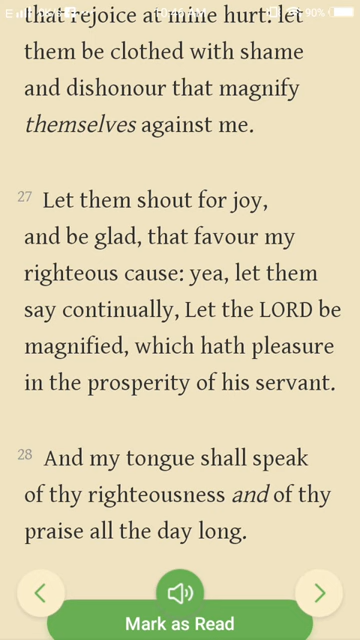 that rejoice at mine hurt: let
90%
them be clothed with shame
and dishonour that magnify
themselves against me.
27 Let them shout for joy,
and be glad, that favour my
righteous cause: yea, let them
say continually, Let the LORD be
magnified, which hath pleasure
in the prosperity of his servant.
28 And my tongue shall speak
of thy righteousness and of thy
praise all the day long.
Mark as Read